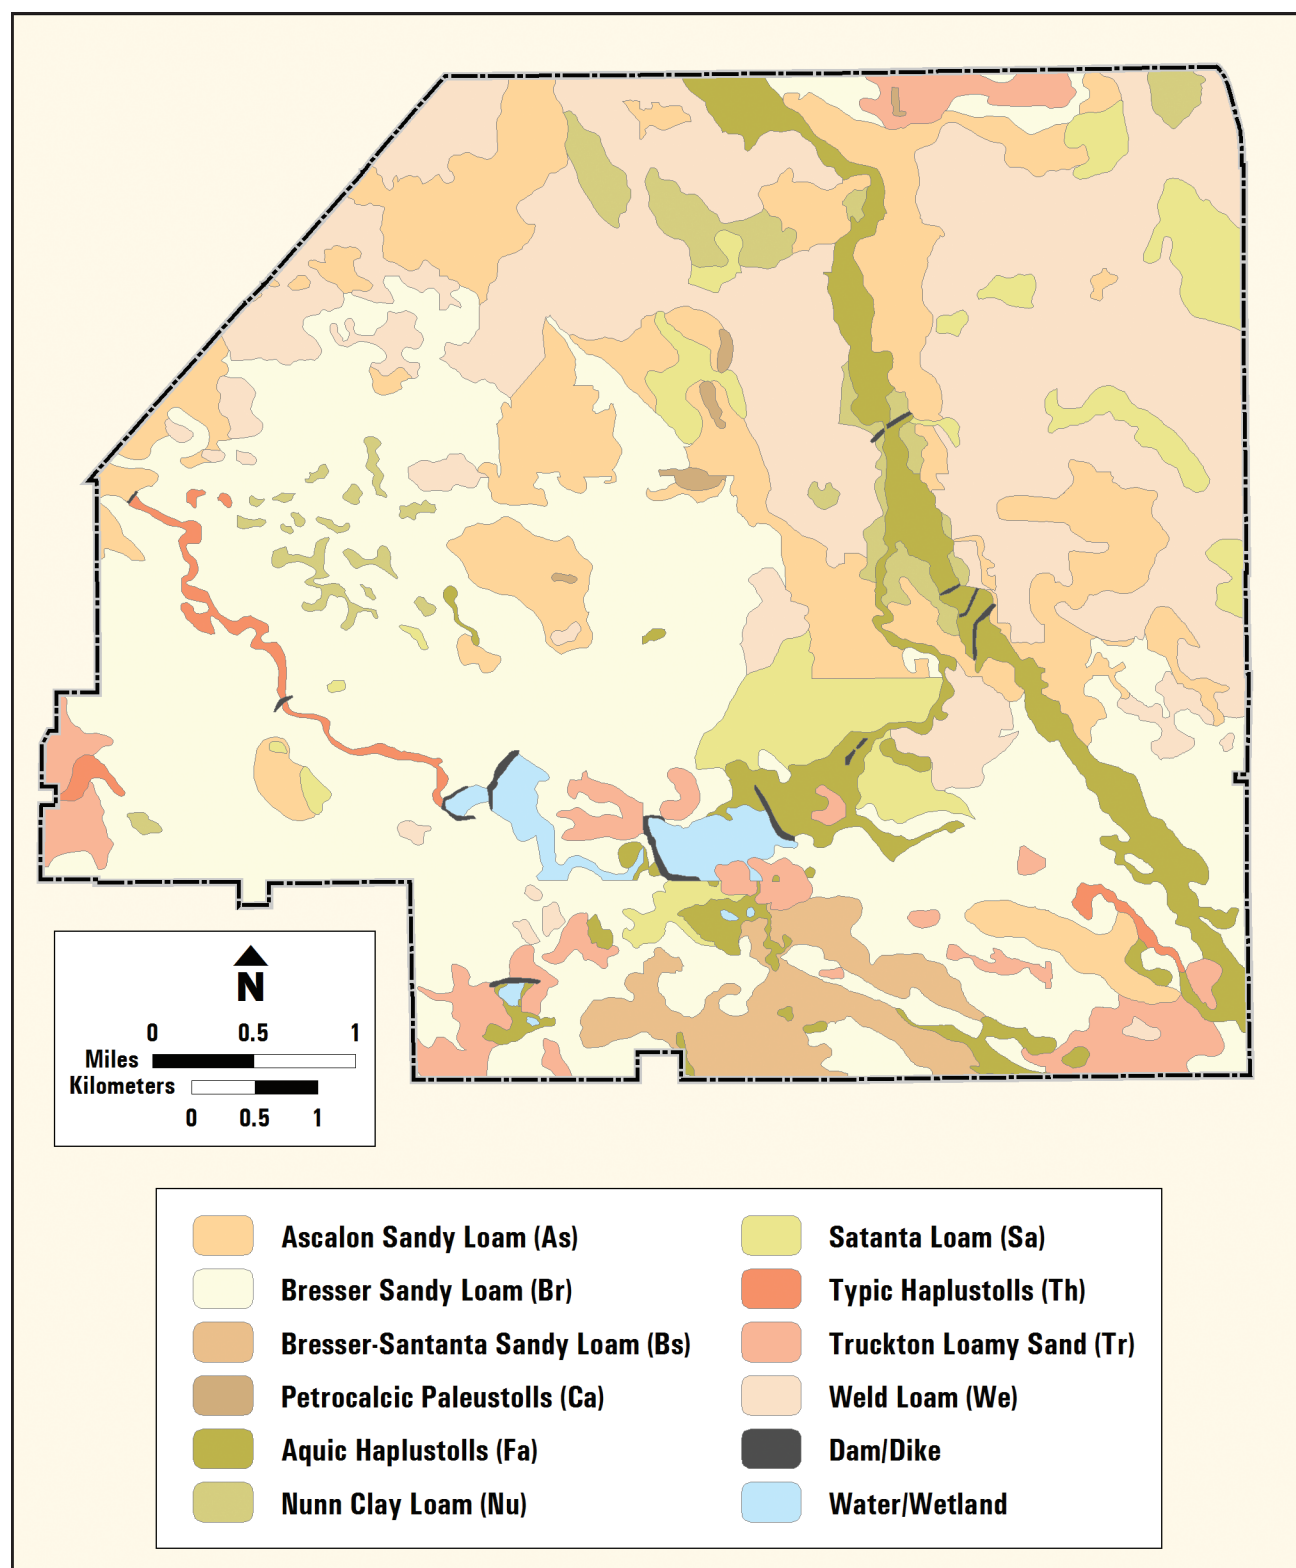 N
0 0.5 1
Miles
Kilometers
0 0.5 1
Ascalon Sandy Loam (As)
Bresser Sandy Loam (Br)
Bresser-Santanta Sandy Loam (Bs)
Petrocalcic Paleustolls (Ca)
Aquic Haplustolls (Fa)
Nunn Clay Loam (Nu)
Satanta Loam (Sa)
Typic Haplustolls (Th)
Truckton Loamy Sand (Tr)
Weld Loam (We)
Dam/Dike
Water/Wetland